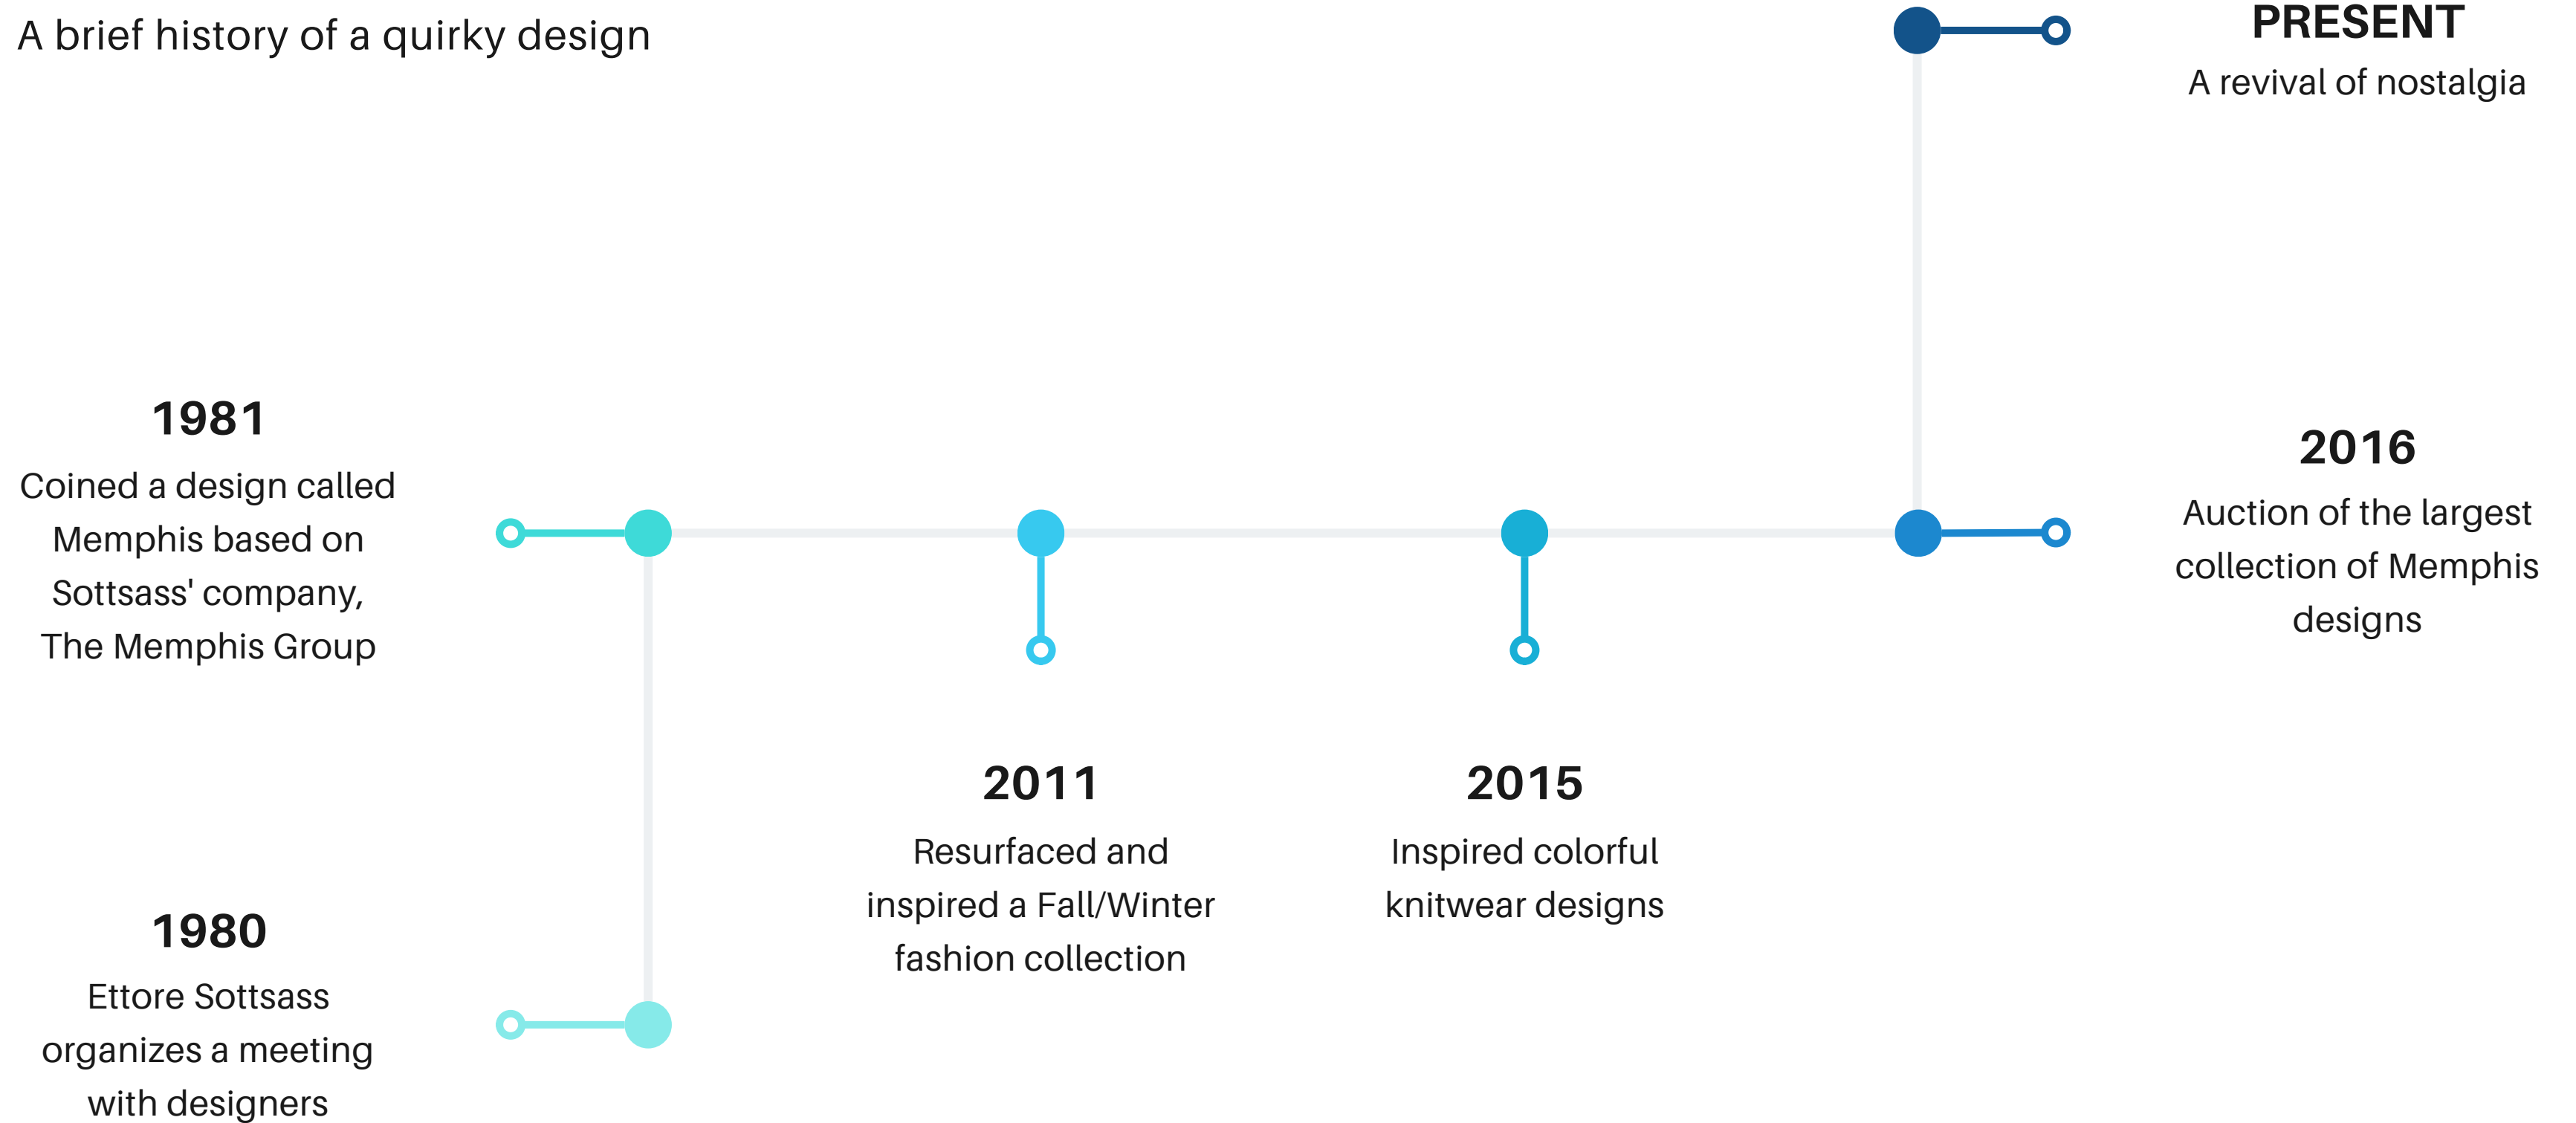 A brief history of a quirky design
PRESENT
A revival of nostalgia
1981
Coined a design called
Memphis based on
Sottsass' company,
The Memphis Group
2016
Auction of the largest
collection of Memphis
designs
2011
Resurfaced and
inspired a Fall/Winter
fashion collection
2015
Inspired colorful
knitwear designs
1980
Ettore Sottsass
organizes a meeting
with designers